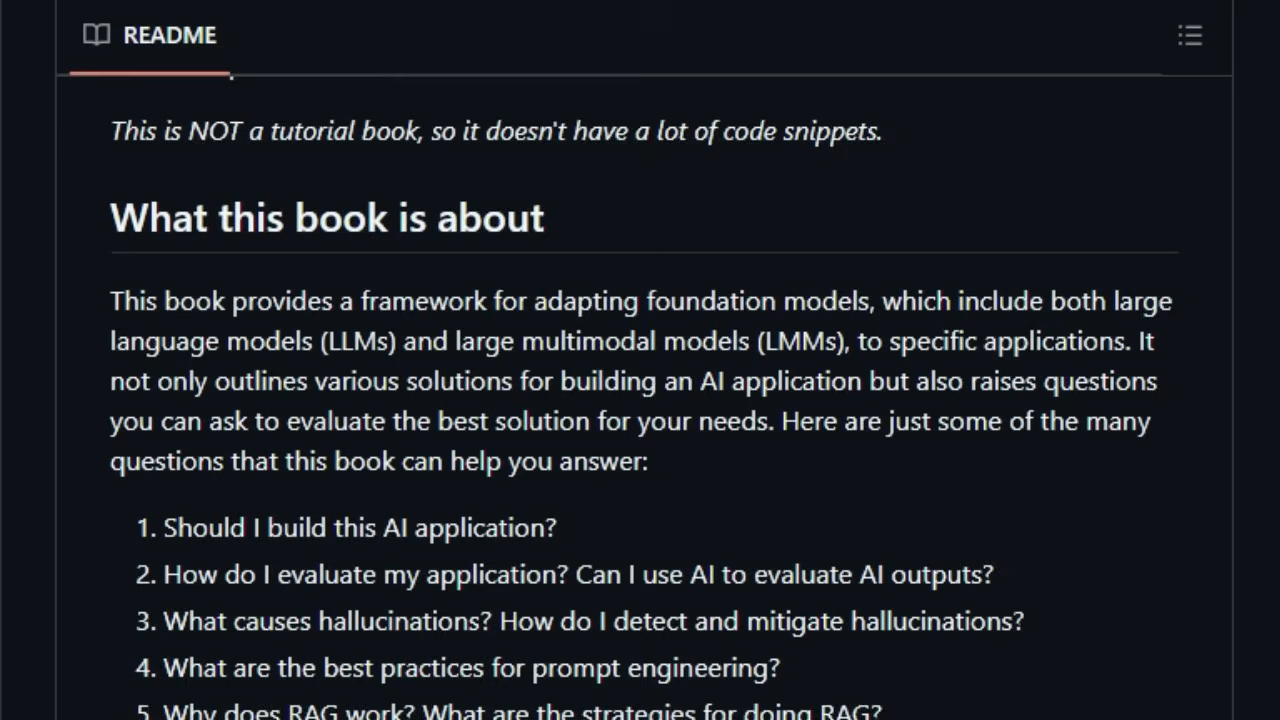 README
This is NOT a tutorial book, so it doesn't have a lot of code snippets.
What this book is about
This book provides a framework for adapting foundation models, which include both large
language models (LLMs) and large multimodal models (LMMs), to specific applications. It
not only outlines various solutions for building an AI application but also raises questions
you can ask to evaluate the best solution for your needs. Here are just some of the many
questions that this book can help you answer:
1. Should I build this AI application?
2. How do I evaluate my application? Can I use AI to evaluate AI outputs?
3. What causes hallucinations? How do I detect and mitigate hallucinations?
4. What are the best practices for prompt engineering?
5. Why does RAG work? What are the strategies for doing RAG?